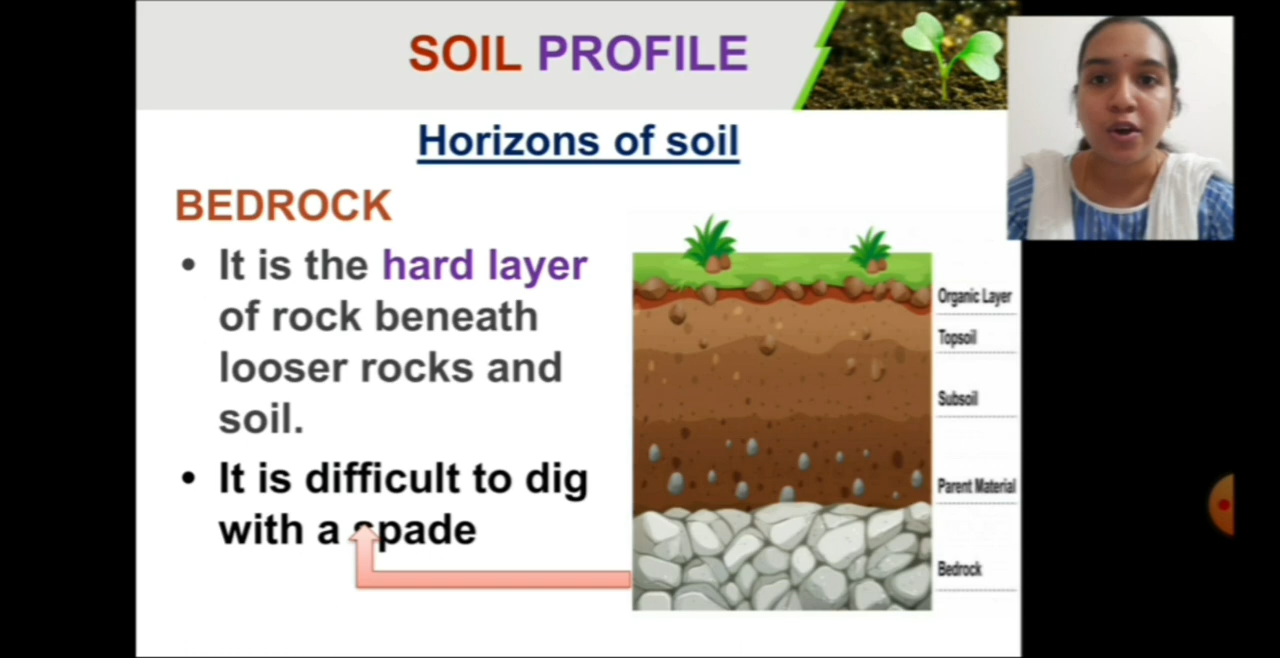 SOIL PROFILE
Horizons of soil
BEDROCK
• It is the hard layer
of rock beneath
looser rocks and
soil.
• It is difficult to dig
with a spade
Organic Layer
Topsoil
Subsoil
Parent Material
Bedrock